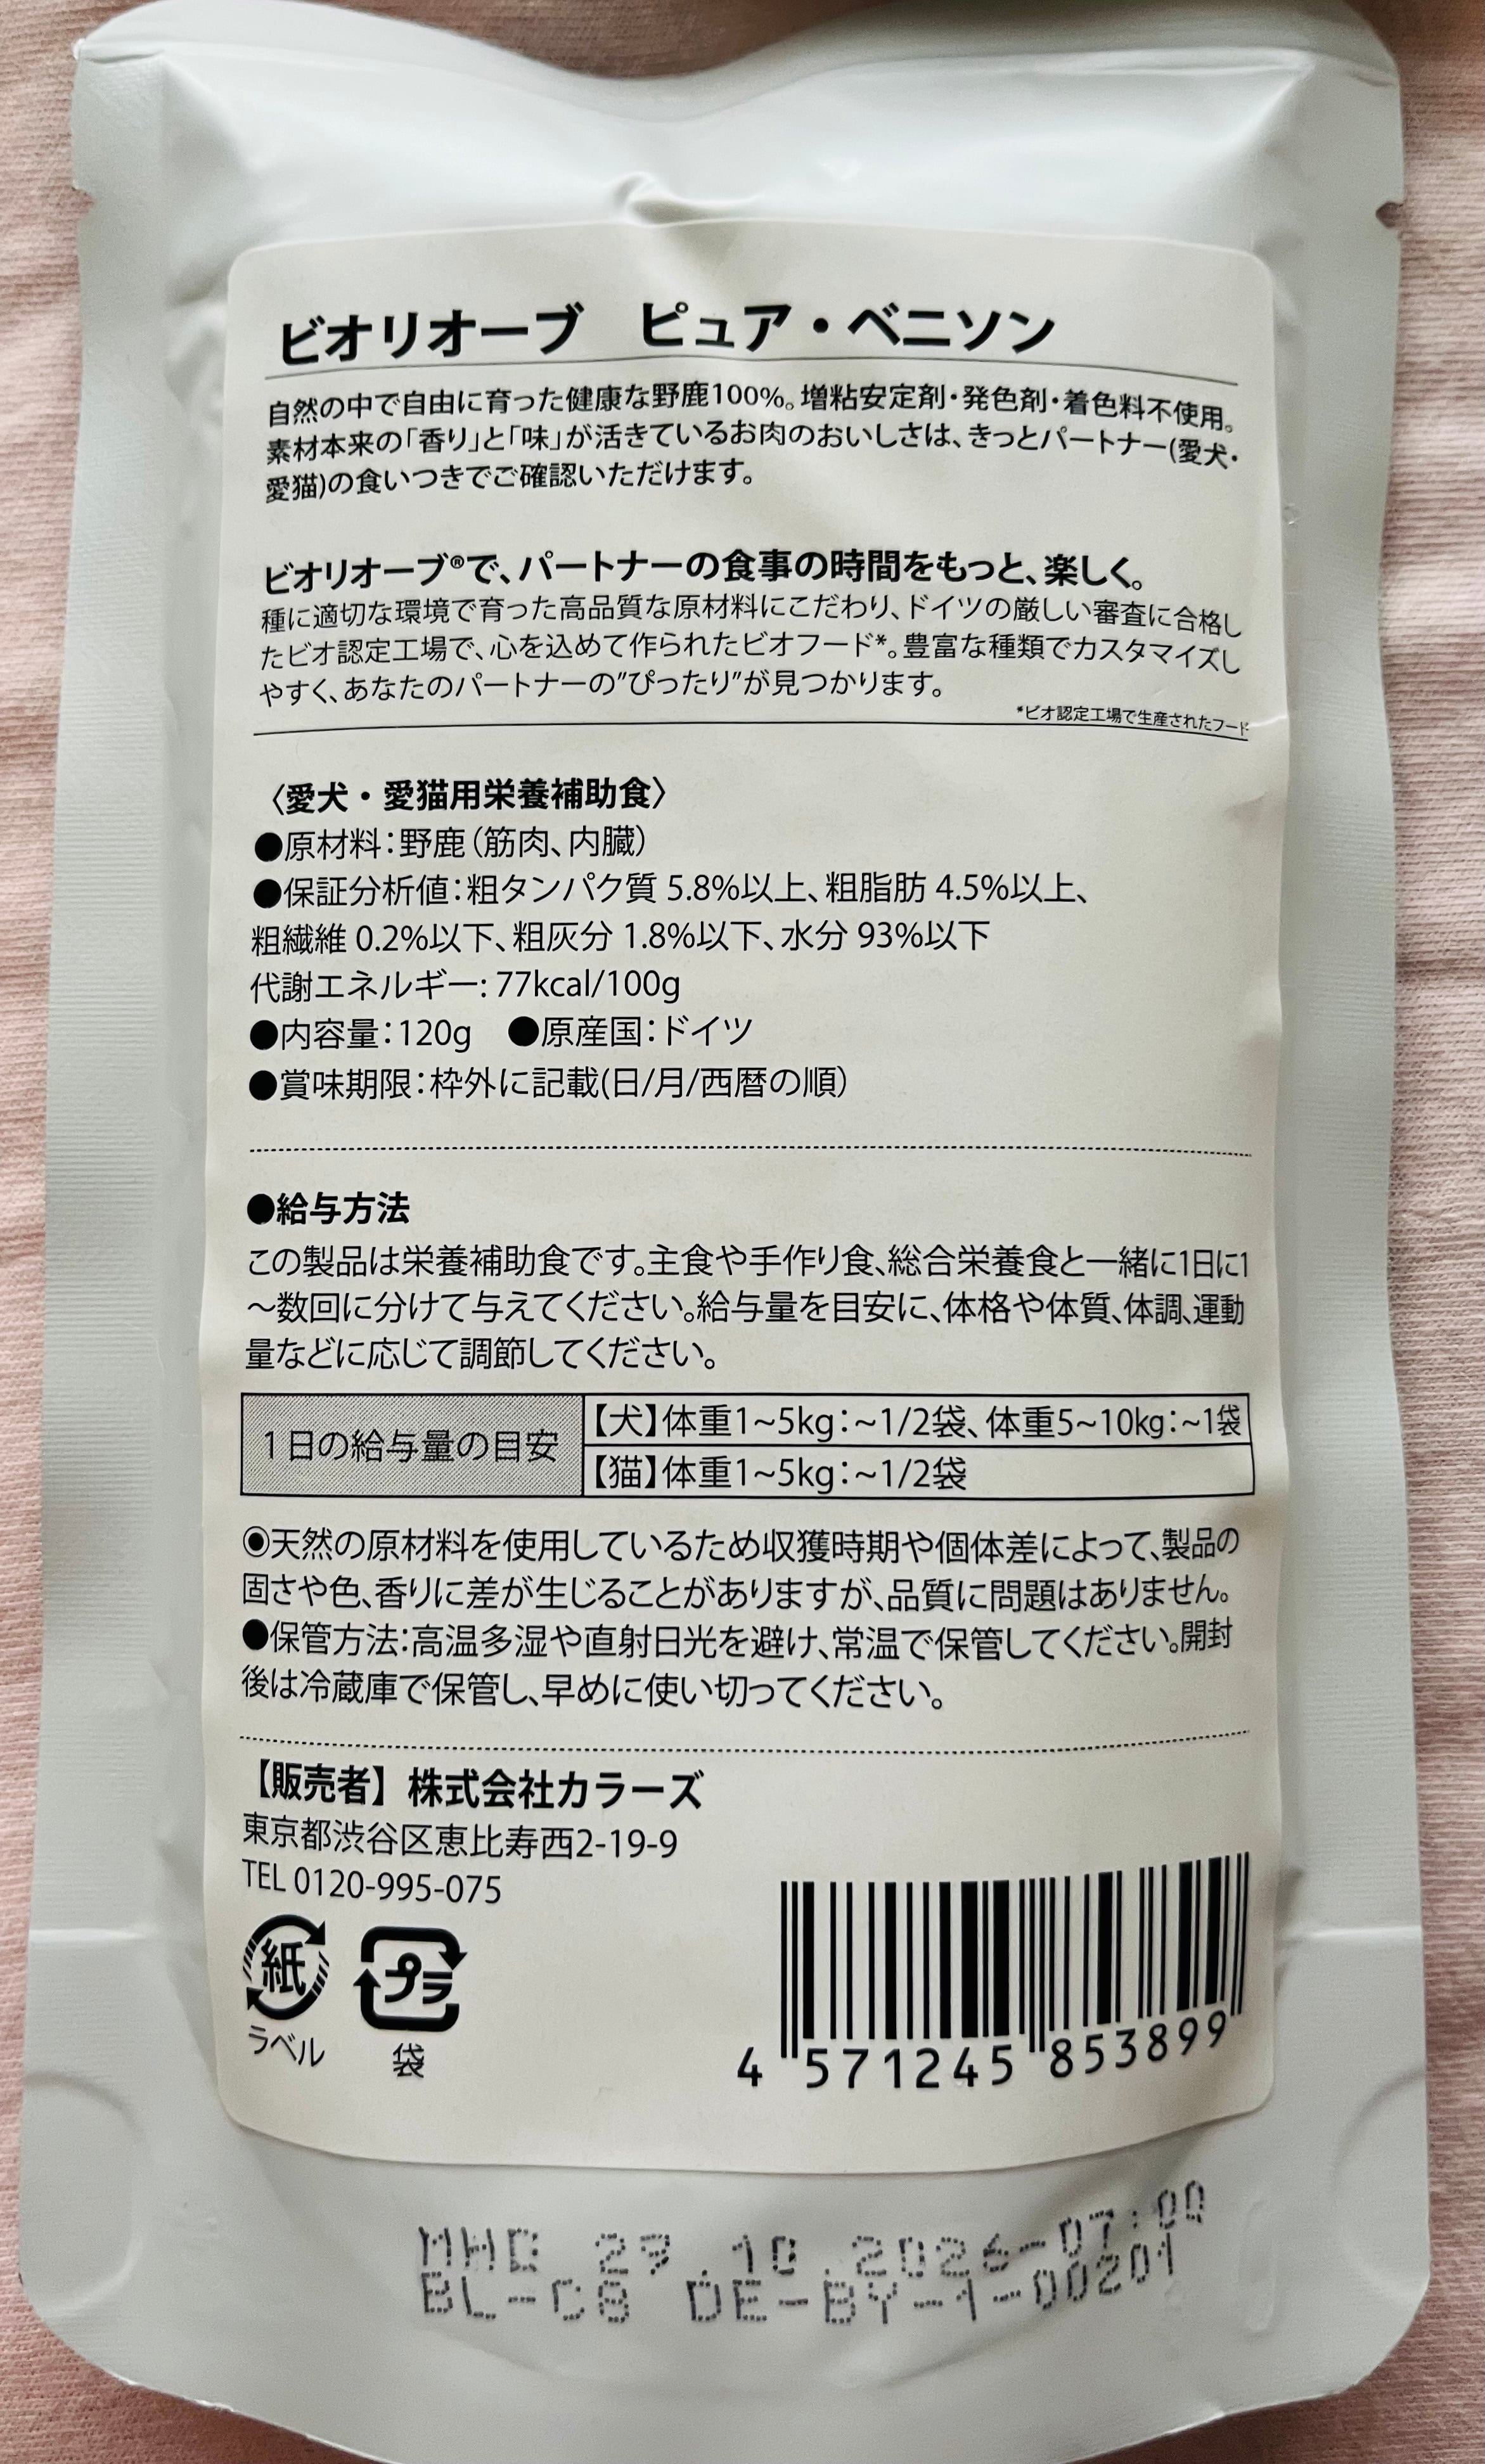 ビオリオーブ　ピュア・ベニソン
自然の中で自由に育った健康な野鹿100%。増粘安定剤・発色剤・着色料不使用。
素材本来の「香り」と「味」が活きているお肉のおいしさは、きっとパートナー(愛犬・
愛猫)の食いつきでご確認いただけます。
ビオリオーブ®で、パートナーの食事の時間をもっと、楽しく。
種に適切な環境で育った高品質な原材料にこだわり、ドイツの厳しい審査に合格し
たビオ認定工場で、心を込めて作られたビオフード*。豊富な種類でカスタマイズし
やすく、あなたのパートナーの"ぴったり"が見つかります。
*ビオ認定工場で生産されたフード
〈愛犬・愛猫用栄養補助食〉
●原材料：野鹿（筋肉、内臓）
●保証分析値：粗タンパク質 5.8%以上、粗脂肪 4.5%以上、
粗繊維 0.2%以下、粗灰分 1.8%以下、水分 93%以下
代謝エネルギー: 77kcal/100g
●内容量：120g　●原産国：ドイツ
●賞味期限：枠外に記載(日/月/西暦の順）
●給与方法
この製品は栄養補助食です。主食や手作り食、総合栄養食と一緒に1日に1
～数回に分けて与えてください。給与量を目安に、体格や体質、体調、運動
量などに応じて調節してください。
1日の給与量の目安
【犬】体重1~5kg：~1/2袋、体重5~10kg：~1袋
【猫】体重1~5kg：~1/2袋
◉天然の原材料を使用しているため収獲時期や個体差によって、製品の
固さや色、香りに差が生じることがありますが、品質に問題はありません。
●保管方法：高温多湿や直射日光を避け、常温で保管してください。開封
後は冷蔵庫で保管し、早めに使い切ってください。
【販売者】株式会社カラーズ
東京都渋谷区恵比寿西2-19-9
TEL 0120-995-075
紙
プラ
ラベル
袋
4 571245 853899
MHD 29.10.2026-07:00
BL-C8 DE-BY-1-00201